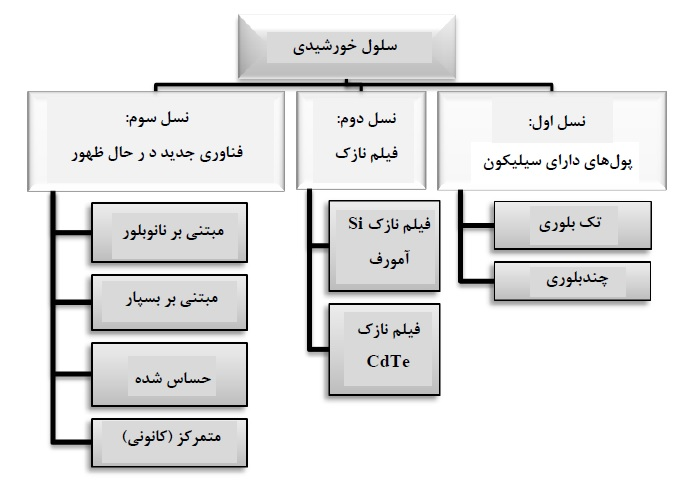 سلول خورشیدی
نسل اول:
پول‌های دارای سیلیکون
تک بلوری
چندبلوری
نسل دوم:
فیلم نازک
فیلم نازک Si
آمورف
فیلم نازک
CdTe
نسل سوم:
فناوری جدید د ر حال ظهور
مبتنی بر نانوبلور
مبتنی بر بسپار
حساس شده
متمرکز (کانونی)